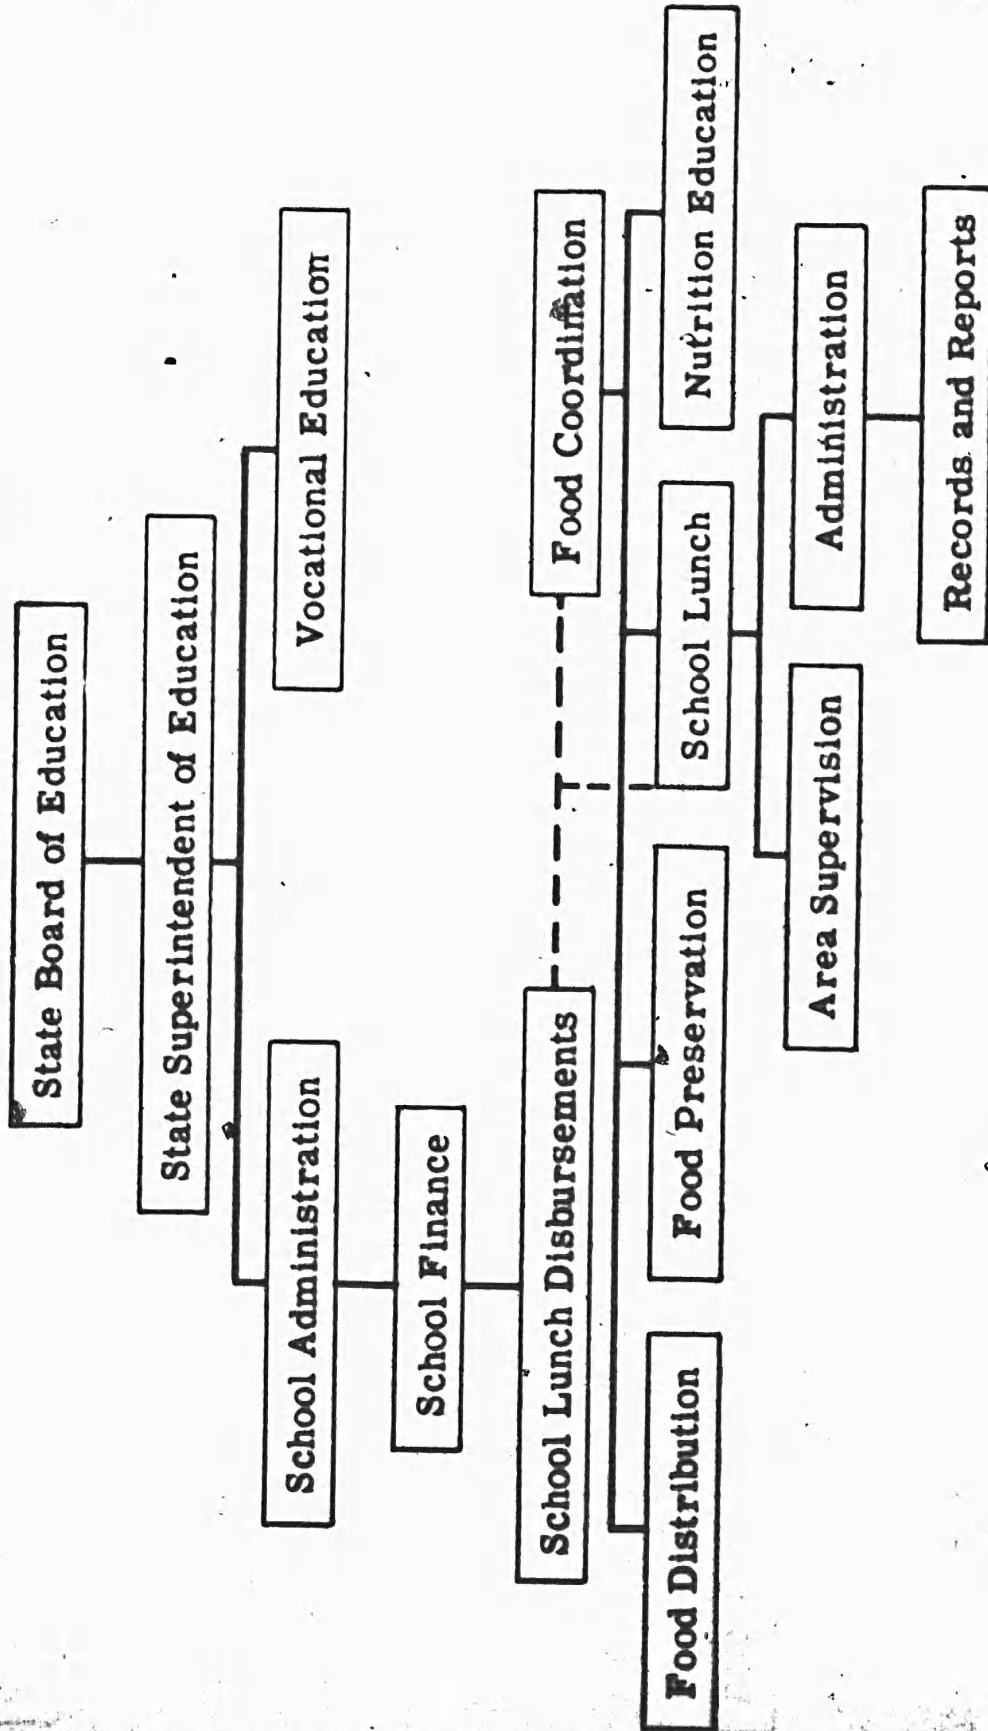 State Board of Education
State Superintendent of Education
School Administration
Vocational Education
School Finance
School Lunch Disbursements
Food Coordination
Food Distribution
Food Preservation
School Lunch
Nutrition Education
Area Supervision
Administration
Records and Reports